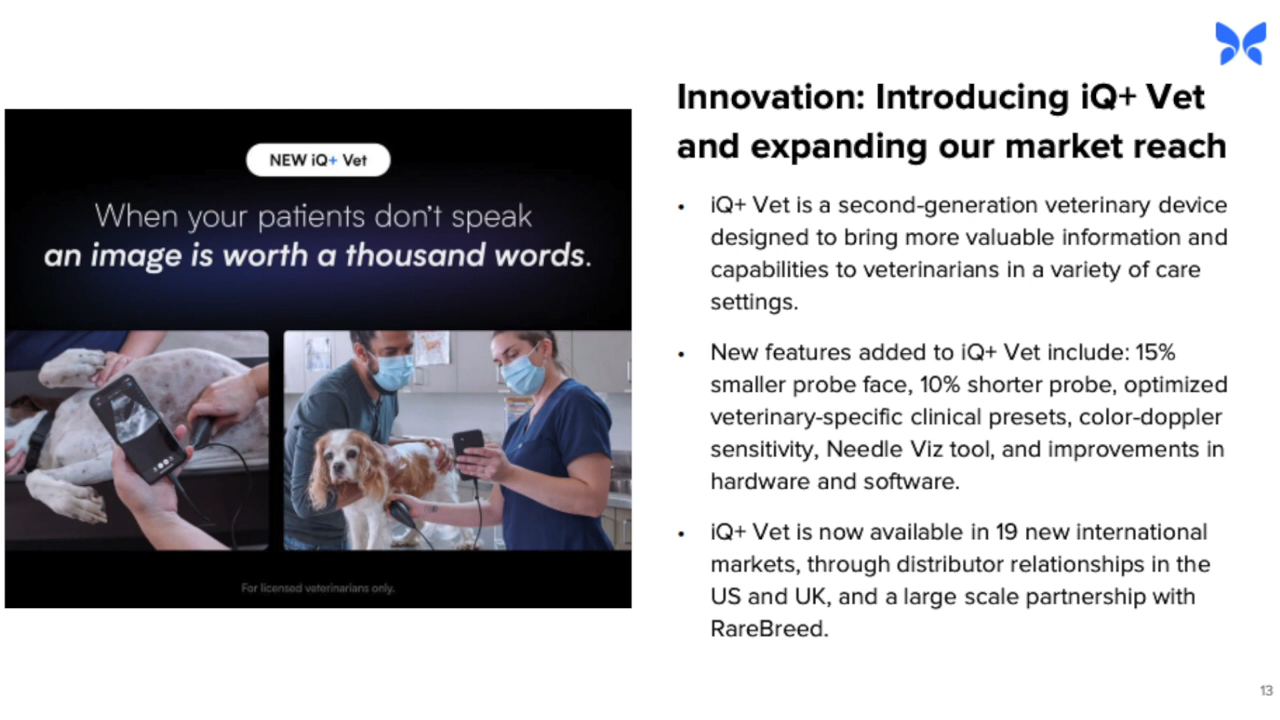 Innovation: Introducing iQ+ Vet
and expanding our market reach
NEW iQ+ Vet
When your patients don't speak
an image is worth a thousand words.
For licensed veterinarians only.
• iQ+ Vet is a second-generation veterinary device
designed to bring more valuable information and
capabilities to veterinarians in a variety of care
settings.
• New features added to iQ+ Vet include: 15%
smaller probe face, 10% shorter probe, optimized
veterinary-specific clinical presets, color-doppler
sensitivity, Needle Viz tool, and improvements in
hardware and software.
• iQ+ Vet is now available in 19 new international
markets, through distributor relationships in the
US and UK, and a large scale partnership with
RareBreed.
13